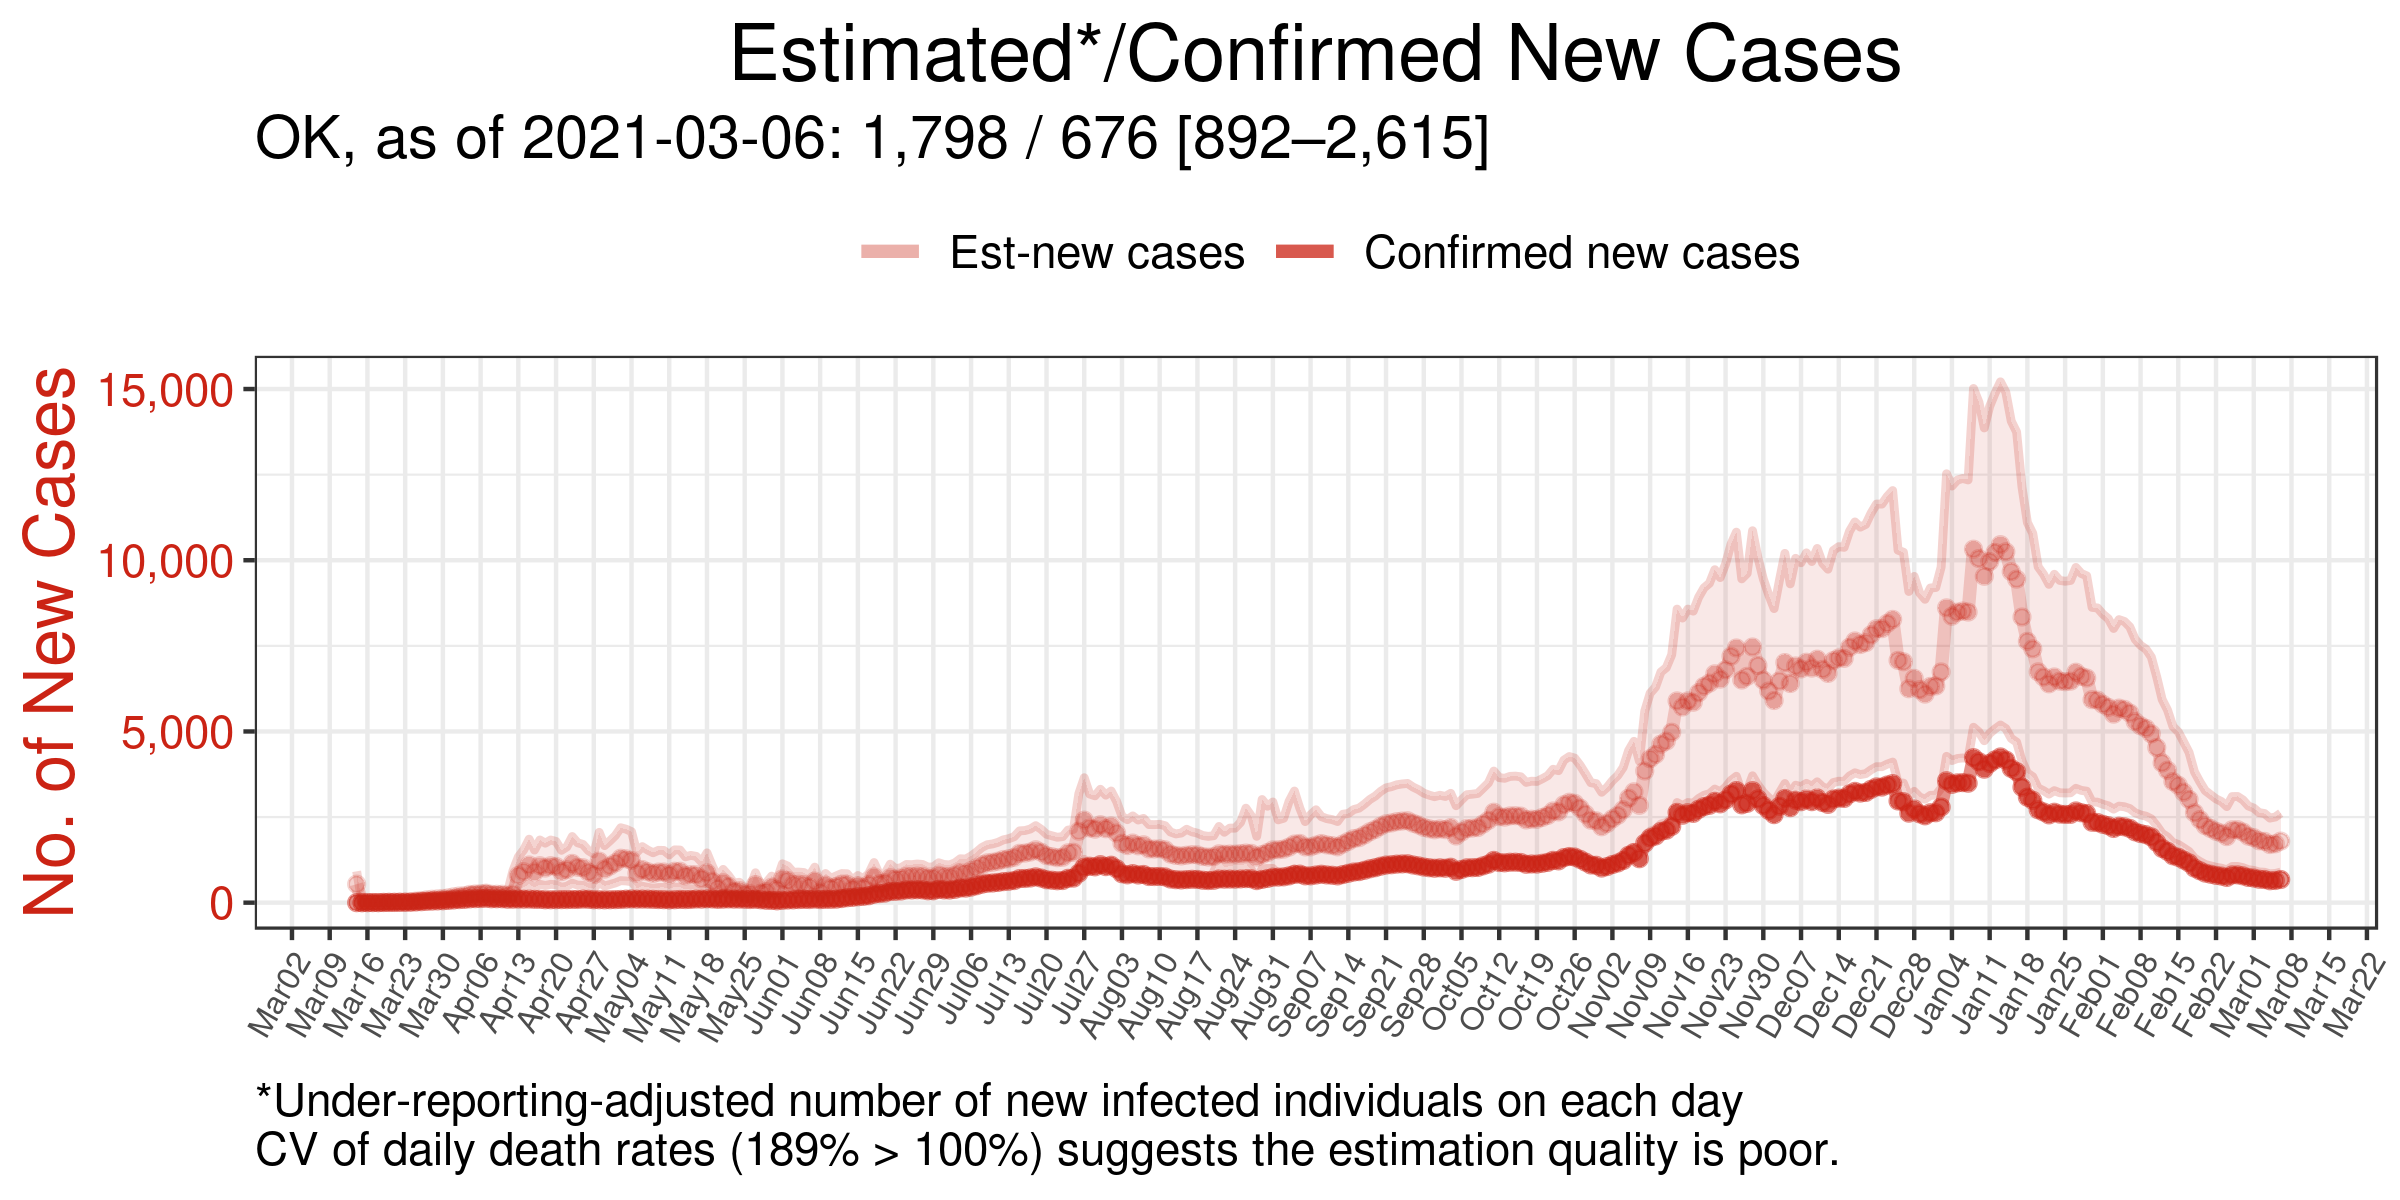 Estimated*/Confirmed New Cases
OK, as of 2021-03-06: 1,798 / 676 [892–2,615]
Est-new cases Confirmed new cases
No. of New Cases
15,000
10,000
5,000
0
Mar02 Mar09 Mar16 Mar23 Mar30 Apr06 Apr13 Apr20 Apr27 May04 May11 May18 May25 Jun01 Jun08 Jun15 Jun22 Jun29 Jul06 Jul13 Jul20 Jul27 Aug03 Aug10 Aug17 Aug24 Aug31 Sep07 Sep14 Sep21 Sep28 Oct05 Oct12 Oct19 Oct26 Nov02 Nov09 Nov16 Nov23 Nov30 Dec07 Dec14 Dec21 Dec28 Jan04 Jan11 Jan18 Jan25 Feb01 Feb08 Feb15 Feb22 Mar01 Mar08 Mar15 Mar22
*Under-reporting-adjusted number of new infected individuals on each day
CV of daily death rates (189% > 100%) suggests the estimation quality is poor.